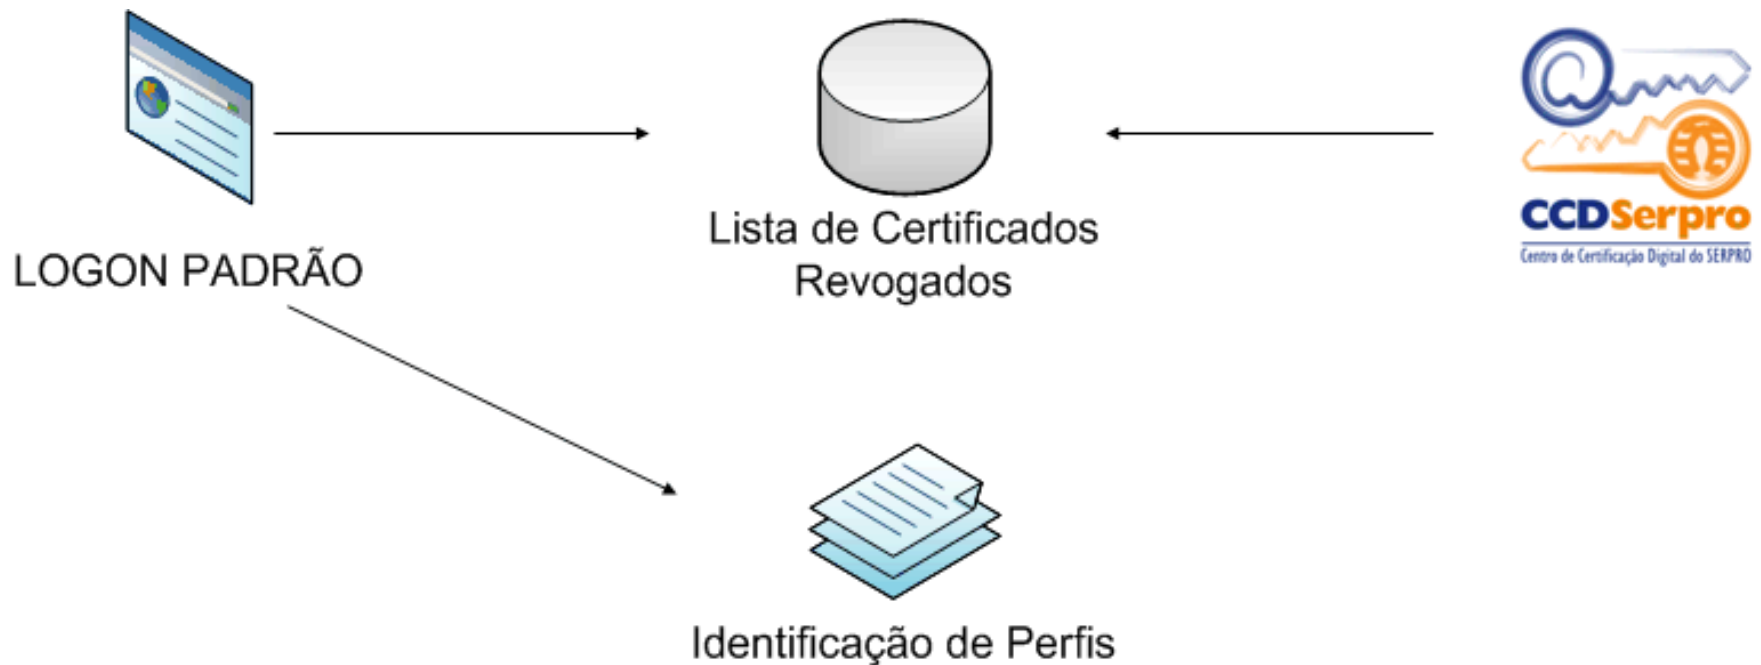 LOGON PADRÃO
Lista de Certificados
Revogados
CCDSerpro
Centro de Certificação Digital do SERPRO
Identificação de Perfis